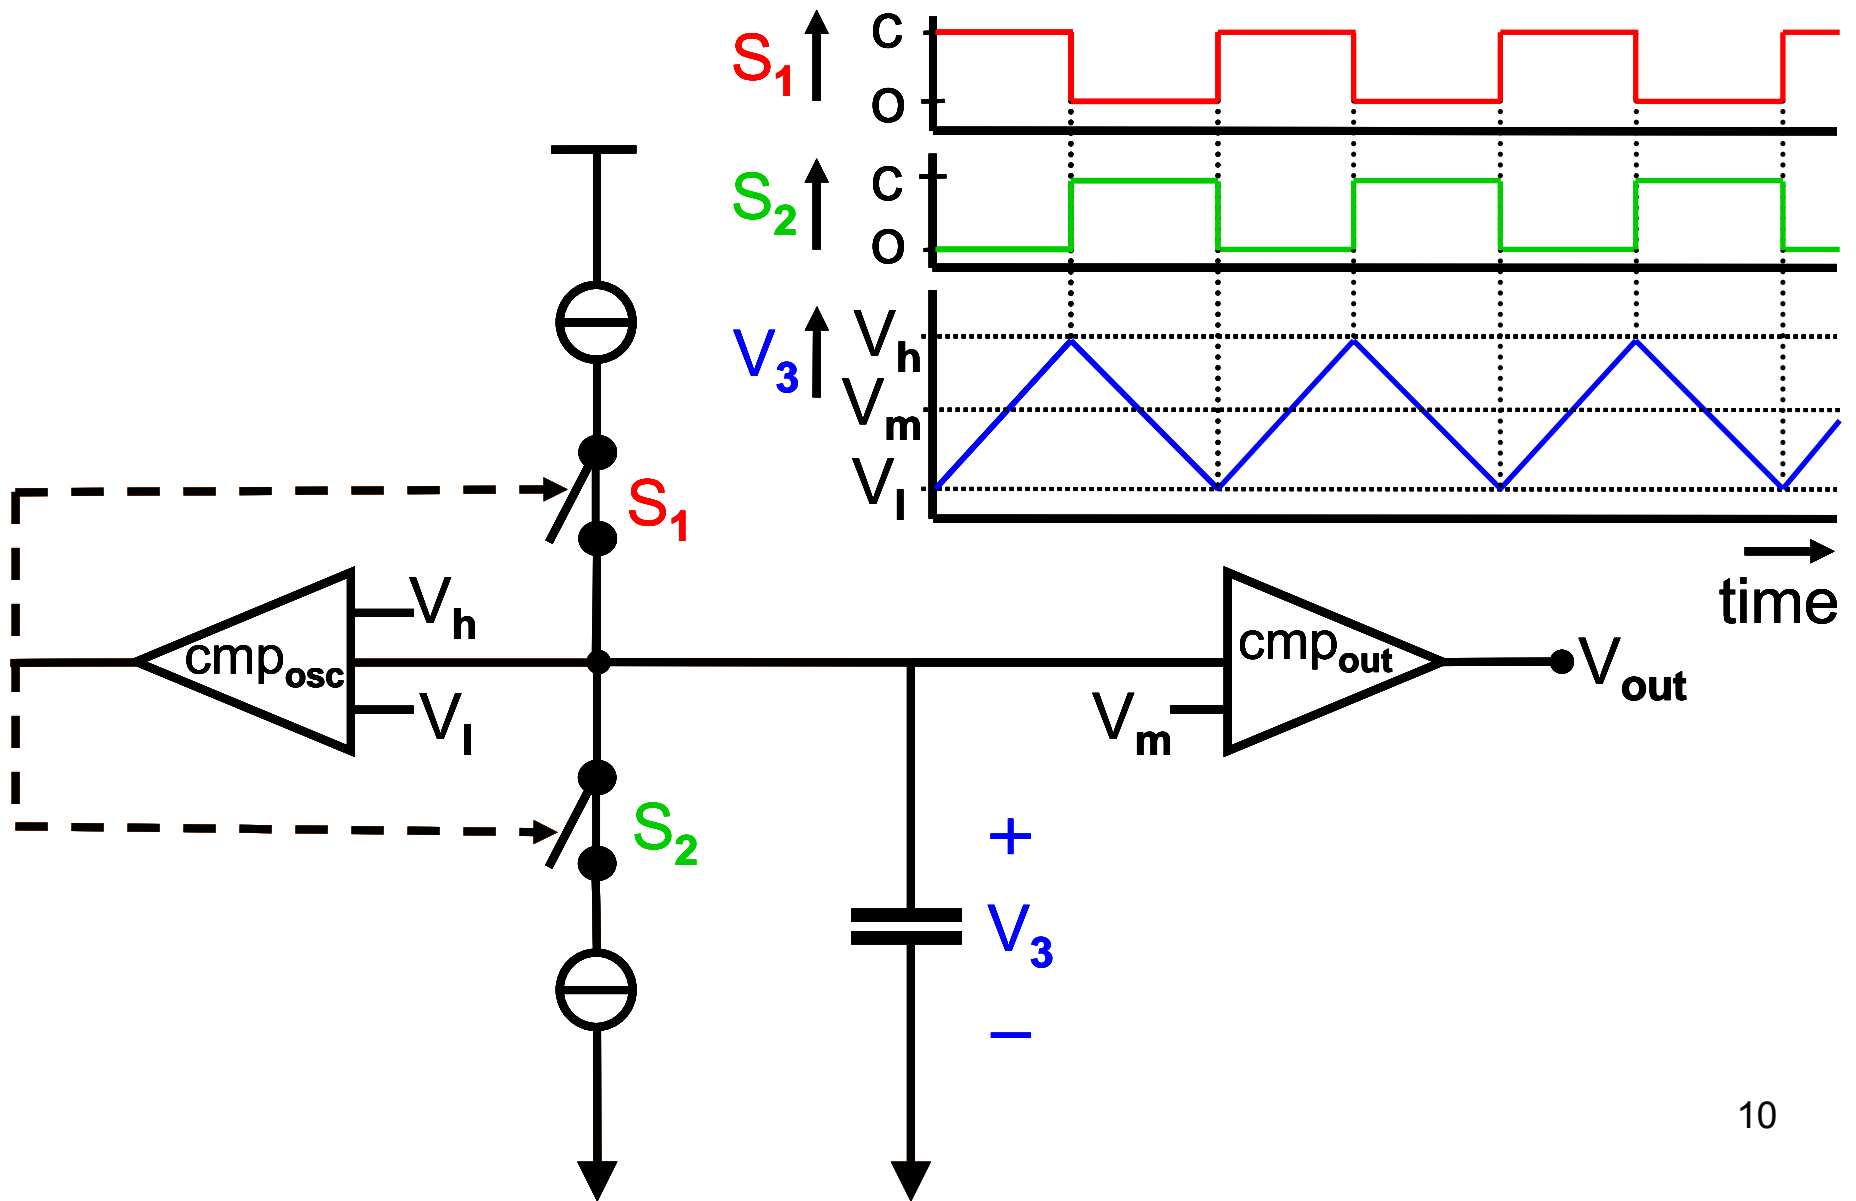 S1
C
O
S2
C
O
V3
Vh
Vm
Vl
time
S1
Vh
cmposc
Vl
cmpout
Vm
Vout
S2
+
V3
–
10